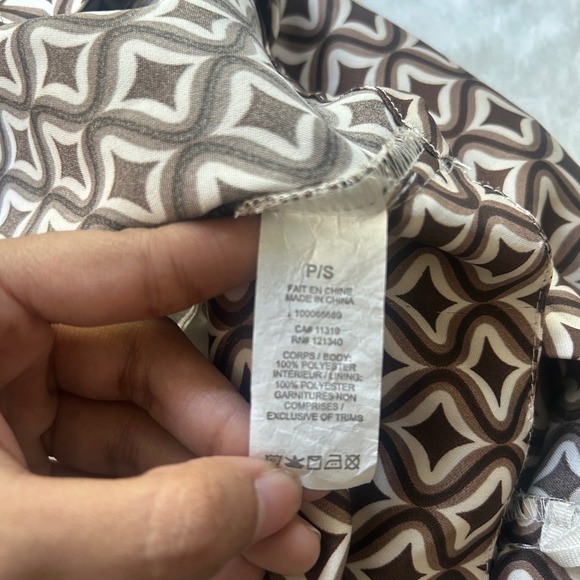 P/S
FAIT EN CHINE
MADE IN CHINA
100066689
CA# 11319
RN# 121340
CORPS / BODY:
100% POLYESTER
INTERIEUR / LINING:
100% POLYESTER
GARNITURES NON
COMPRISES /
EXCLUSIVE OF TRIMS